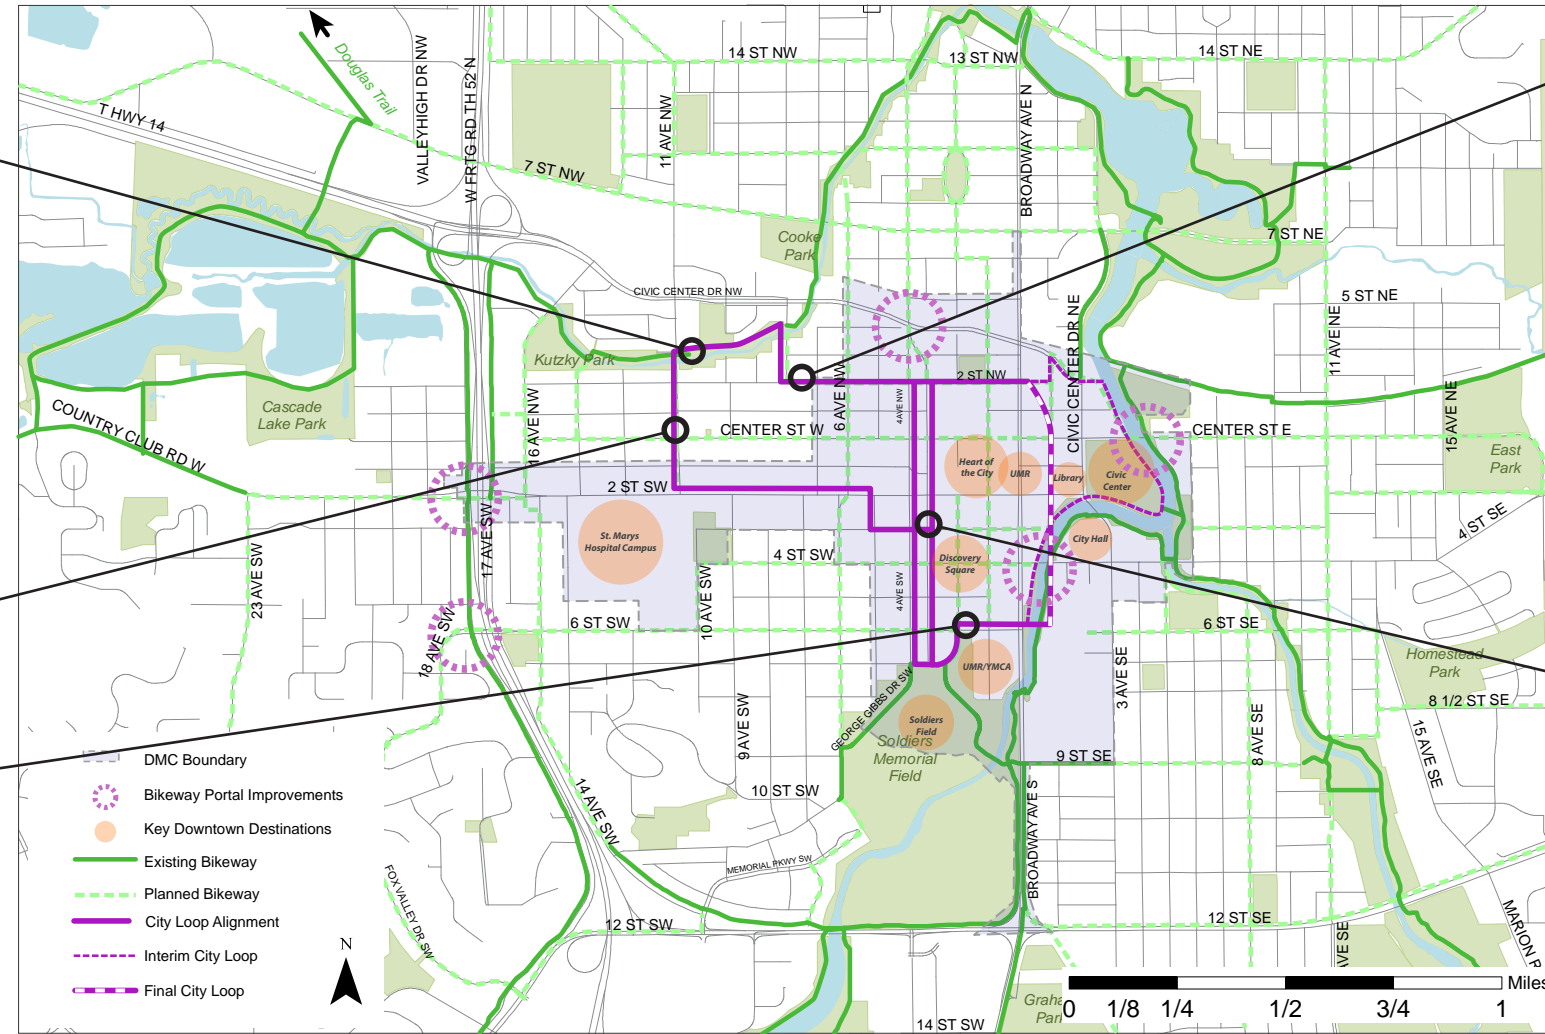 14 ST NW
13 ST NW
14 ST NE
Douglas Trail
VALLEYHIGH DR NW
W FRTG RD TH 52 N
T HWY 14
11 AVE NW
BROADWAY AVE N
7 ST NW
7 ST NE
Cooke
Park
CIVIC CENTER DR NW
5 ST NE
CIVIC CENTER DR NE
11 AVE NE
Kutzky Park
2 ST NW
6 AVE NW
4 AVE NW
16 AVE NW
15 AVE NE
Cascade
Lake Park
COUNTRY CLUB RD W
CENTER ST W
CENTER ST E
East
Park
Heart of
the City
UMR
Library
Civic
Center
2 ST SW
17 AVE SW
St. Marys
Hospital Campus
City Hall
4 ST SE
4 ST SW
Discovery
Square
23 AVE SW
10 AVE SW
4 AVE SW
18 AVE SW
6 ST SW
6 ST SE
UMR/YMCA
3 AVE SE
Homestead
Park
8 1/2 ST SE
GEORGE GIBBS DR SW
Soldiers
Field
Soldiers
Memorial
Field
9 AVE SW
8 AVE SE
15 AVE SE
9 ST SE
10 ST SW
14 AVE SW
BROADWAY AVE S
MEMORIAL PKWY SW
FOX VALLEY DR SW
12 ST SW
12 ST SE
MARION R
AVE SE
Graha
Par
14 ST SW
DMC Boundary
Bikeway Portal Improvements
Key Downtown Destinations
Existing Bikeway
Planned Bikeway
City Loop Alignment
Interim City Loop
Final City Loop
N
Miles
0 1/8 1/4 1/2 3/4 1